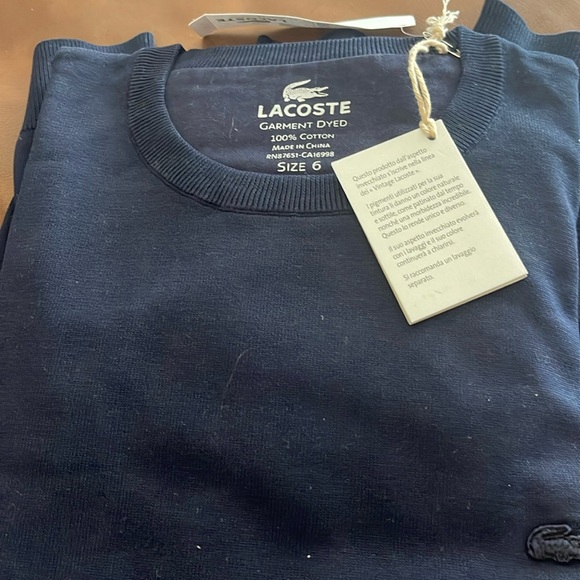 LACOSTE
LACOSTE
GARMENT DYED
100% COTTON
MADE IN CHINA
RN87651-CA16998
SIZE 6
Questo prodotto dall'aspetto
invecchiato s'iscrive nella linea
dei « Vintage Lacoste ».
I pigmenti utilizzati per la sua
tintura li danno un colore naturale
e sottile, come patinato dal tempo
nonché una morbidezza incredibile.
Questo lo rende unico e diverso.
Il suo aspetto invecchiato evolverà
con i lavaggi e il suo colore
continuerà a chiarirsi.
Si raccomanda un lavaggio
separato.